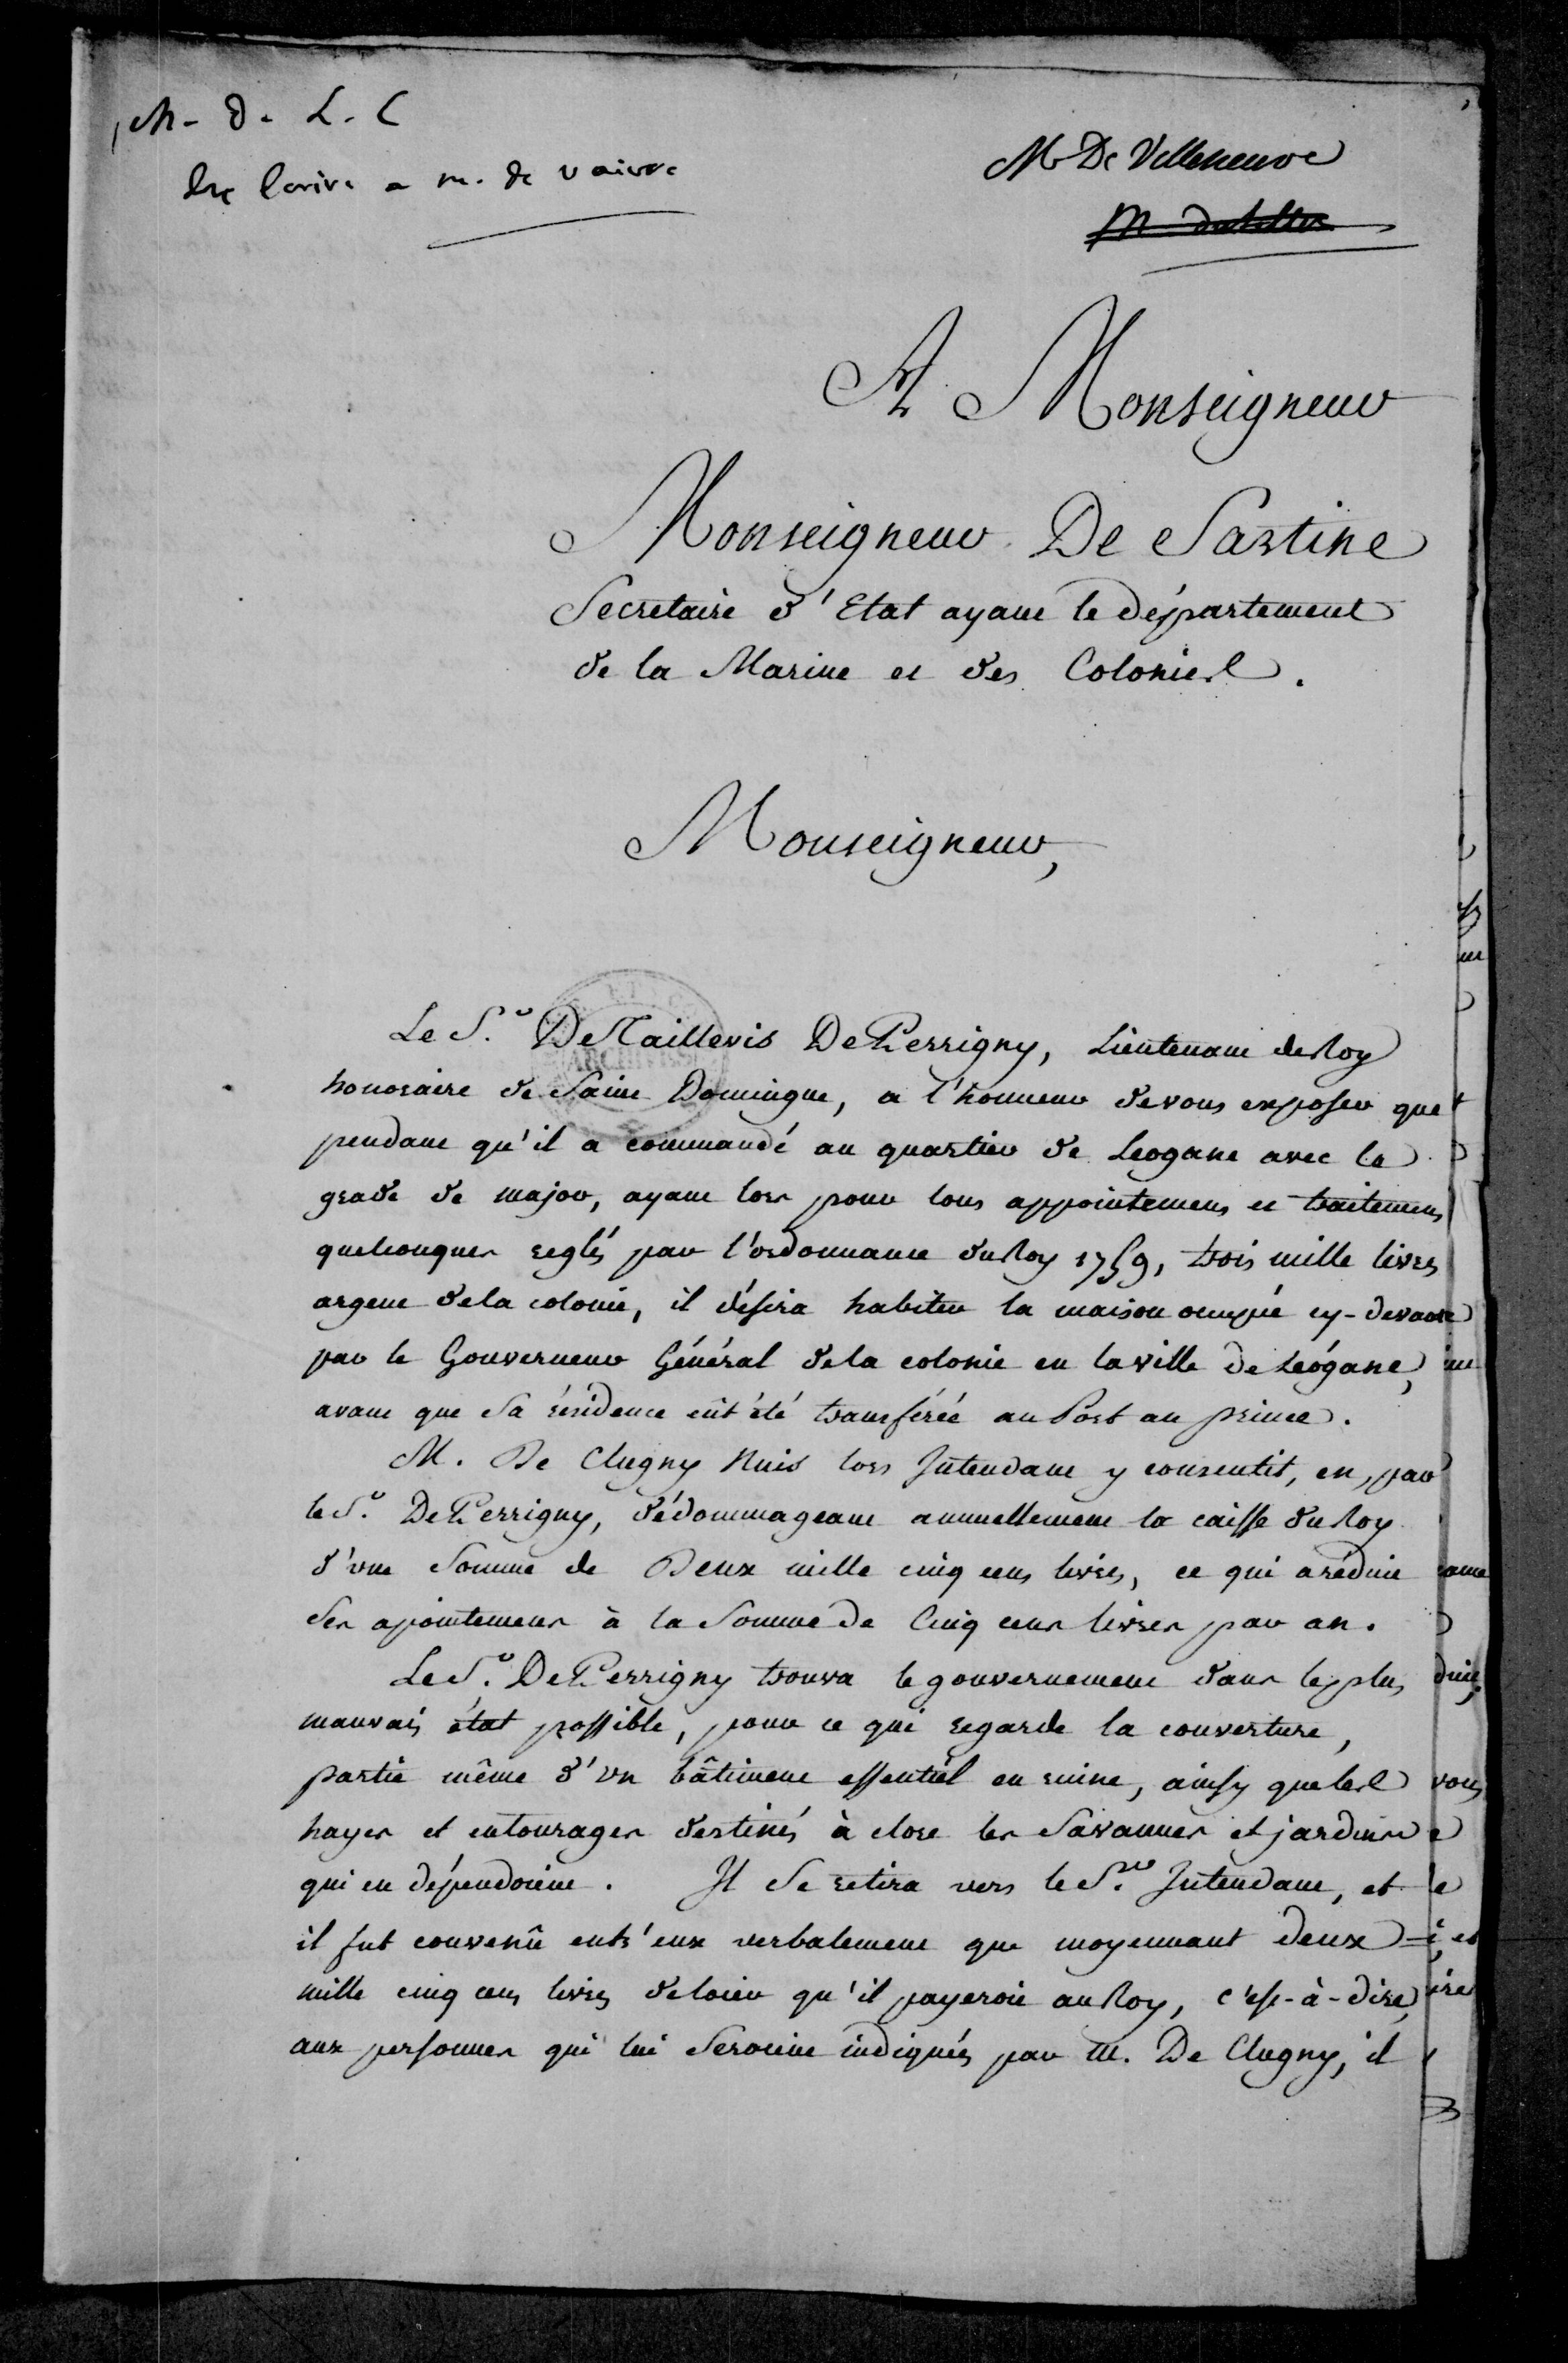 M. D. L. C
M De Villeneuve
ecrire a m. de vaivre
A Monseigneur
Monseigneur De Sartine
Secretaire d'Etat ayant le département
de la Marine et des Colonies.
Monseigneur,
Le S.r De Taillevis De Perrigny, Lieutenant de Roy
honoraire de Saint Domingue, a l'honneur de vous exposer que
pendant qu'il a commandé au quartier de Leogane avec le
grade de major, ayant lors pour tous appointemens et traitemens
quelconques reglés par l'ordonnance du Roy 1759, trois mille livres
argent de la colonie, il désira habiter la maison occupée cy-devant
par le Gouverneur Général de la colonie en la ville de Léogane,
avant que Sa résidence eût été transférée au Port au prince.
M. De Clugny Nuis lors Intendant y consentit, en, par
le S.r De Perrigny, dédommageant annuellement la caisse du Roy
d'une Somme de Deux mille cinq cens livres, ce qui a réduit
Ses apointemens à la Somme de Cinq cens livres par an.
Le S.r De Perrigny trouva le gouvernement dans le plus
mauvais état possible, pour ce qui regarde la couverture,
partie même d'un bâtiment essentiel en ruine, ainsy que les
hayes et entourages destinés à clore les Savannes et jardins
qui en dépendoient. Il Se retira vers le S.r Intendant, et
il fut convenû entr'eux verbalement que moyennant deux
mille cinq cens livres de loier qu'il payeroit au Roy, c'est-à-dire,
aux personnes qui lui Seroient indiqués par M. De Clugny, il